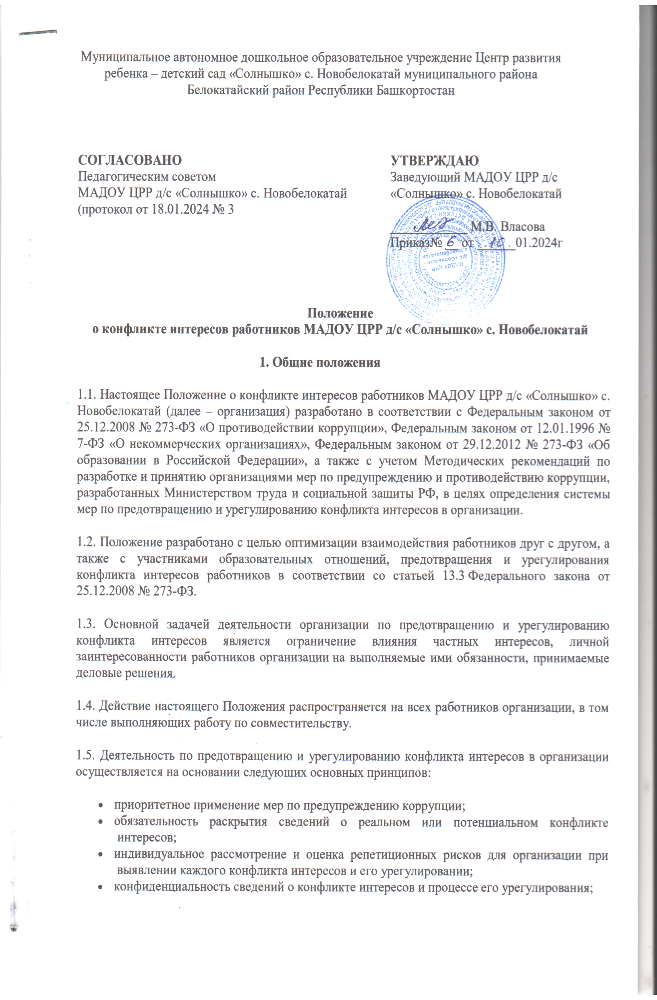 Муниципальное автономное дошкольное образовательное учреждение Центр развития
ребенка – детский сад «Солнышко» с. Новобелокатай муниципального района
Белокатайский район Республики Башкортостан
СОГЛАСОВАНО
Педагогическим советом
МАДОУ ЦРР д/с «Солнышко» с. Новобелокатай
(протокол от 18.01.2024 № 3
УТВЕРЖДАЮ
Заведующий МАДОУ ЦРР д/с
«Солнышко» с. Новобелокатай
М.В. Власова
Приказ№ 6 от 18.01.2024г
МАДОУ ЦРР
д/с «Солнышко»
с. Новобелокатай
Положение
о конфликте интересов работников МАДОУ ЦРР д/с «Солнышко» с. Новобелокатай
1. Общие положения
1.1. Настоящее Положение о конфликте интересов работников МАДОУ ЦРР д/с «Солнышко» с.
Новобелокатай (далее – организация) разработано в соответствии с Федеральным законом от
25.12.2008 № 273-ФЗ «О противодействии коррупции», Федеральным законом от 12.01.1996 №
7-ФЗ «О некоммерческих организациях», Федеральным законом от 29.12.2012 № 273-ФЗ «Об
образовании в Российской Федерации», а также с учетом Методических рекомендаций по
разработке и принятию организациями мер по предупреждению и противодействию коррупции,
разработанных Министерством труда и социальной защиты РФ, в целях определения системы
мер по предотвращению и урегулированию конфликта интересов в организации.
1.2. Положение разработано с целью оптимизации взаимодействия работников друг с другом, а
также с участниками образовательных отношений, предотвращения и урегулирования
конфликта интересов работников в соответствии со статьей 13.3 Федерального закона от
25.12.2008 № 273-ФЗ.
1.3. Основной задачей деятельности организации по предотвращению и урегулированию
конфликта интересов является ограничение влияния частных интересов, личной
заинтересованности работников организации на выполняемые ими обязанности, принимаемые
деловые решения.
1.4. Действие настоящего Положения распространяется на всех работников организации, в том
числе выполняющих работу по совместительству.
1.5. Деятельность по предотвращению и урегулированию конфликта интересов в организации
осуществляется на основании следующих основных принципов:
• приоритетное применение мер по предупреждению коррупции;
• обязательность раскрытия сведений о реальном или потенциальном конфликте
интересов;
• индивидуальное рассмотрение и оценка репетиционных рисков для организации при
выявлении каждого конфликта интересов и его урегулировании;
• конфиденциальность сведений о конфликте интересов и процессе его урегулирования;